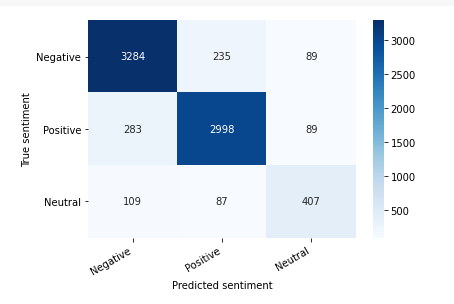 Negative 3284 235 89
Positive 283 2998 89
Neutral 109 87 407
True sentiment
Negative Positive Neutral
Predicted sentiment
3000
2500
2000
1500
1000
500